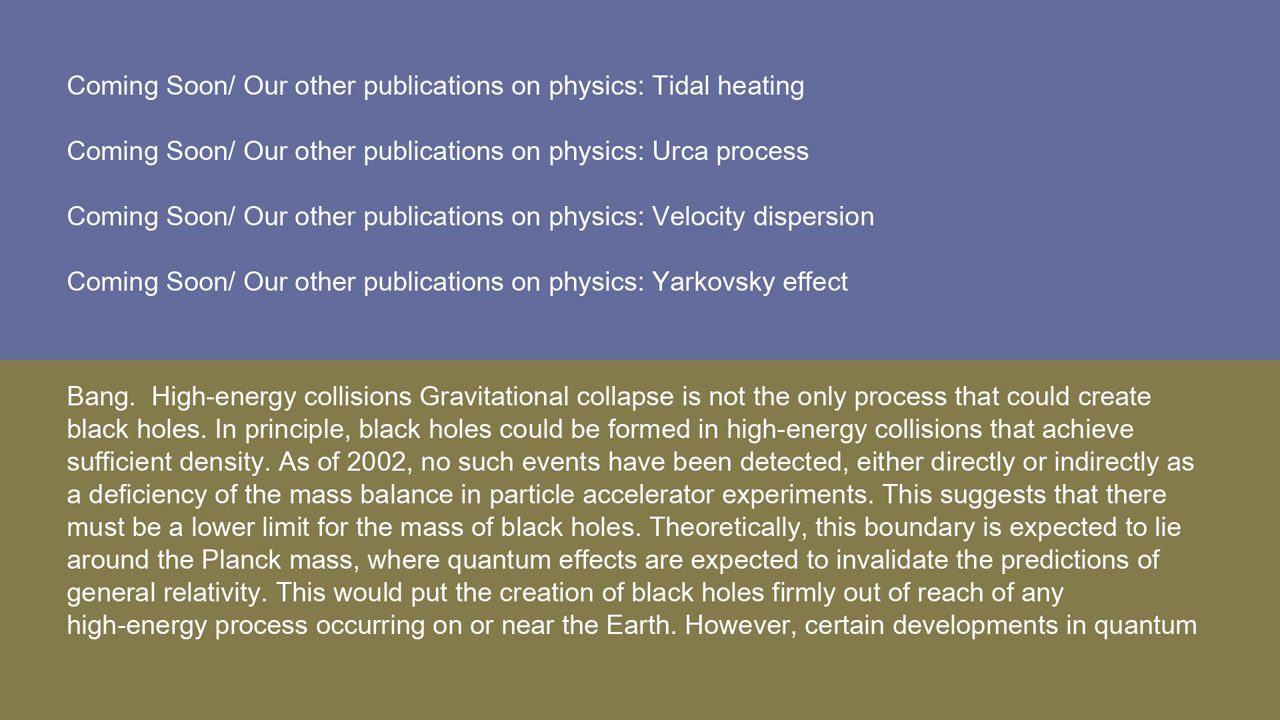 Coming Soon/ Our other publications on physics: Tidal heating
Coming Soon/ Our other publications on physics: Urca process
Coming Soon/ Our other publications on physics: Velocity dispersion
Coming Soon/ Our other publications on physics: Yarkovsky effect
Bang.  High-energy collisions Gravitational collapse is not the only process that could create
black holes. In principle, black holes could be formed in high-energy collisions that achieve
sufficient density. As of 2002, no such events have been detected, either directly or indirectly as
a deficiency of the mass balance in particle accelerator experiments. This suggests that there
must be a lower limit for the mass of black holes. Theoretically, this boundary is expected to lie
around the Planck mass, where quantum effects are expected to invalidate the predictions of
general relativity. This would put the creation of black holes firmly out of reach of any
high-energy process occurring on or near the Earth. However, certain developments in quantum